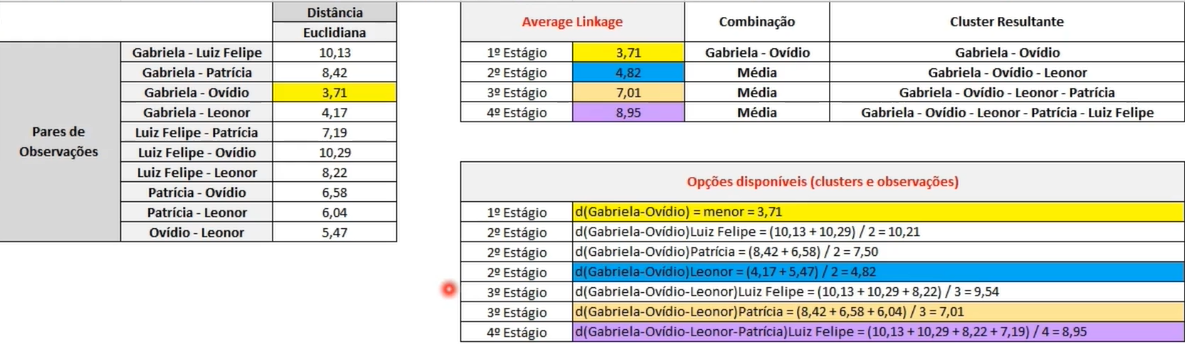 Distância
Euclidiana
Pares de
Observações
Gabriela - Luiz Felipe 10,13
Gabriela - Patrícia 8,42
Gabriela - Ovídio 3,71
Gabriela - Leonor 4,17
Luiz Felipe - Patrícia 7,19
Luiz Felipe - Ovídio 10,29
Luiz Felipe - Leonor 8,22
Patrícia - Ovídio 6,58
Patrícia - Leonor 6,04
Ovídio - Leonor 5,47
Average Linkage Combinação Cluster Resultante
1º Estágio 3,71 Gabriela - Ovídio Gabriela - Ovídio
2º Estágio 4,82 Média Gabriela - Ovídio - Leonor
3º Estágio 7,01 Média Gabriela - Ovídio - Leonor - Patrícia
4º Estágio 8,95 Média Gabriela - Ovídio - Leonor - Patrícia - Luiz Felipe
Opções disponíveis (clusters e observações)
1º Estágio d(Gabriela-Ovídio) = menor = 3,71
2º Estágio d(Gabriela-Ovídio)Luiz Felipe = (10,13 + 10,29) / 2 = 10,21
2º Estágio d(Gabriela-Ovídio)Patrícia = (8,42 + 6,58) / 2 = 7,50
2º Estágio d(Gabriela-Ovídio)Leonor = (4,17 + 5,47) / 2 = 4,82
3º Estágio d(Gabriela-Ovídio-Leonor)Luiz Felipe = (10,13 + 10,29 + 8,22) / 3 = 9,54
3º Estágio d(Gabriela-Ovídio-Leonor)Patrícia = (8,42 + 6,58 + 6,04) / 3 = 7,01
4º Estágio d(Gabriela-Ovídio-Leonor-Patrícia)Luiz Felipe = (10,13 + 10,29 + 8,22 + 7,19) / 4 = 8,95